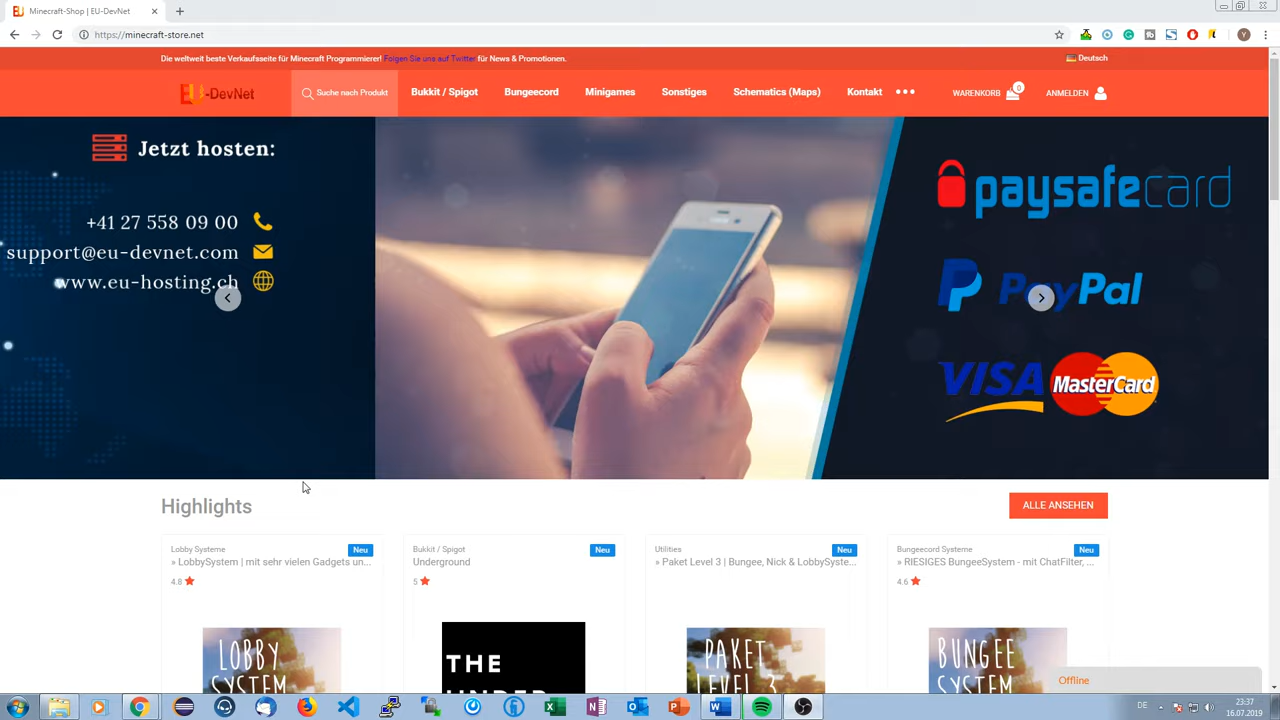 Minecraft-Shop | EU-DevNet
https://minecraft-store.net
Die weltweit beste Verkaufsseite für Minecraft Programmierer! Folgen Sie uns auf Twitter für News & Promotionen.
Deutsch
EU-DevNet
Suche nach Produkt
Bukkit / Spigot
Bungeecord
Minigames
Sonstiges
Schematics (Maps)
Kontakt
WARENKORB
0
ANMELDEN
Jetzt hosten:
+41 27 558 09 00
support@eu-devnet.com
www.eu-hosting.ch
paysafecard
PayPal
VISA
MasterCard
Highlights
ALLE ANSEHEN
Lobby Systeme
Neu
» LobbySystem | mit sehr vielen Gadgets un...
4.8
LOBBY
SYSTEM
Bukkit / Spigot
Neu
Underground
5
THE
UNDER
Utilities
Neu
» Paket Level 3 | Bungee, Nick & LobbySyste...
PAKET
LEVEL 3
Bungeecord Systeme
Neu
» RIESIGES BungeeSystem - mit ChatFilter, ...
4.6
BUNGEE
SYSTEM
Offline
DE
23:37
16.07.2019